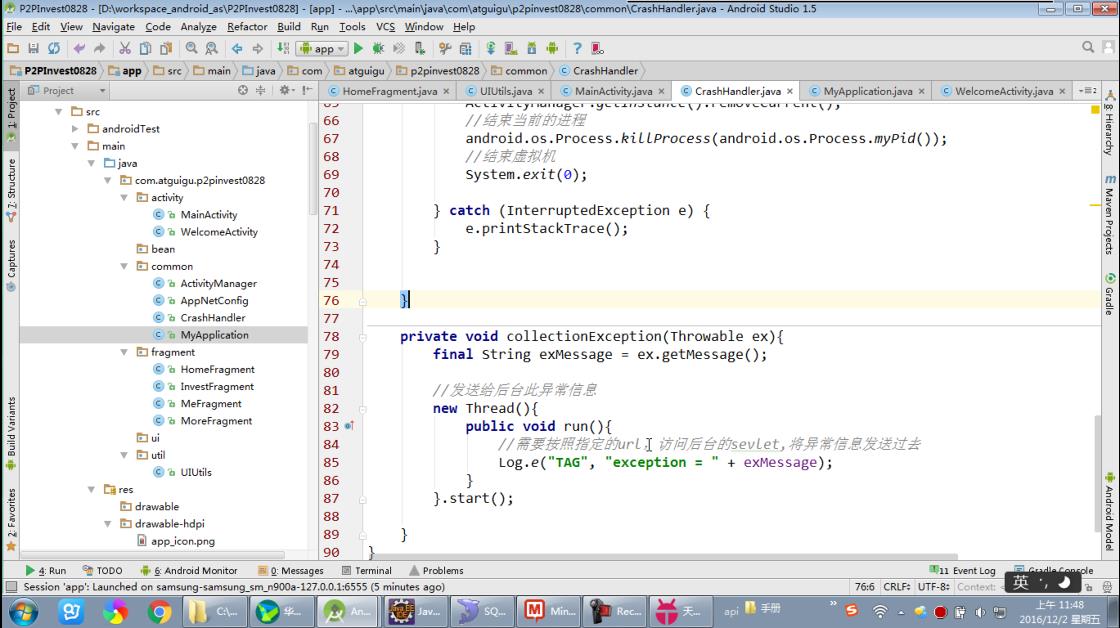 P2PInvest0828 - [D:\workspace_android_as\P2PInvest0828] - [app] - ...\app\src\main\java\com\atguigu\p2pinvest0828\common\CrashHandler.java - Android Studio 1.5
File Edit View Navigate Code Analyze Refactor Build Run Tools VCS Window Help
app
P2PInvest0828 app src main java com atguigu p2pinvest0828 common CrashHandler
Project
HomeFragment.java UIUtils.java MainActivity.java CrashHandler.java MyApplication.java WelcomeActivity.java
1: Project
7: Structure
Captures
Build Variants
2: Favorites
src
androidTest
main
java
com.atguigu.p2pinvest0828
activity
MainActivity
WelcomeActivity
bean
common
ActivityManager
AppNetConfig
CrashHandler
MyApplication
fragment
HomeFragment
InvestFragment
MeFragment
MoreFragment
ui
util
UIUtils
res
drawable
drawable-hdpi
app_icon.png
65 ActivityManager.getInstance().removeCurrent();
66 //结束当前的进程
67 android.os.Process.killProcess(android.os.Process.myPid());
68 //结束虚拟机
69 System.exit(0);
70
71 } catch (InterruptedException e) {
72 e.printStackTrace();
73 }
74
75
76 }
77
78 private void collectionException(Throwable ex){
79 final String exMessage = ex.getMessage();
80
81 //发送给后台此异常信息
82 new Thread(){
83 public void run(){
84 //需要按照指定的url，访问后台的sevlet,将异常信息发送过去
85 Log.e("TAG", "exception = " + exMessage);
86 }
87 }.start();
88
89 }
90 }
8: Hierarchy
Maven Projects
Gradle
Android Model
4: Run TODO 6: Android Monitor 0: Messages Terminal Problems 11 Event Log Gradle Console
Session 'app': Launched on samsung-samsung_sm_n900a-127.0.0.1:6555 (5 minutes ago) 76:6 CRLF÷ UTF-8÷ Context:
英
C:\... 华... An... Jav... SQ... Min... Rec... 天... api 手册
上午 11:48
2016/12/2 星期五